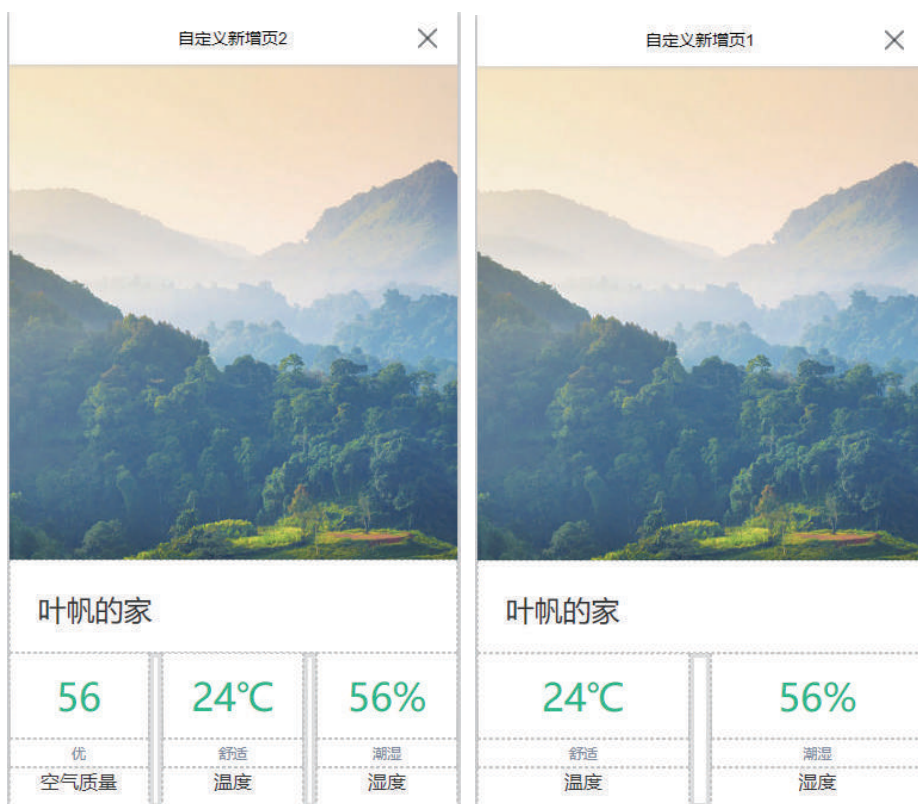 自定义新增页2
叶帆的家
56 24℃ 56%
优 舒适 潮湿
空气质量 温度 湿度
自定义新增页1
叶帆的家
24℃ 56%
舒适 潮湿
温度 湿度